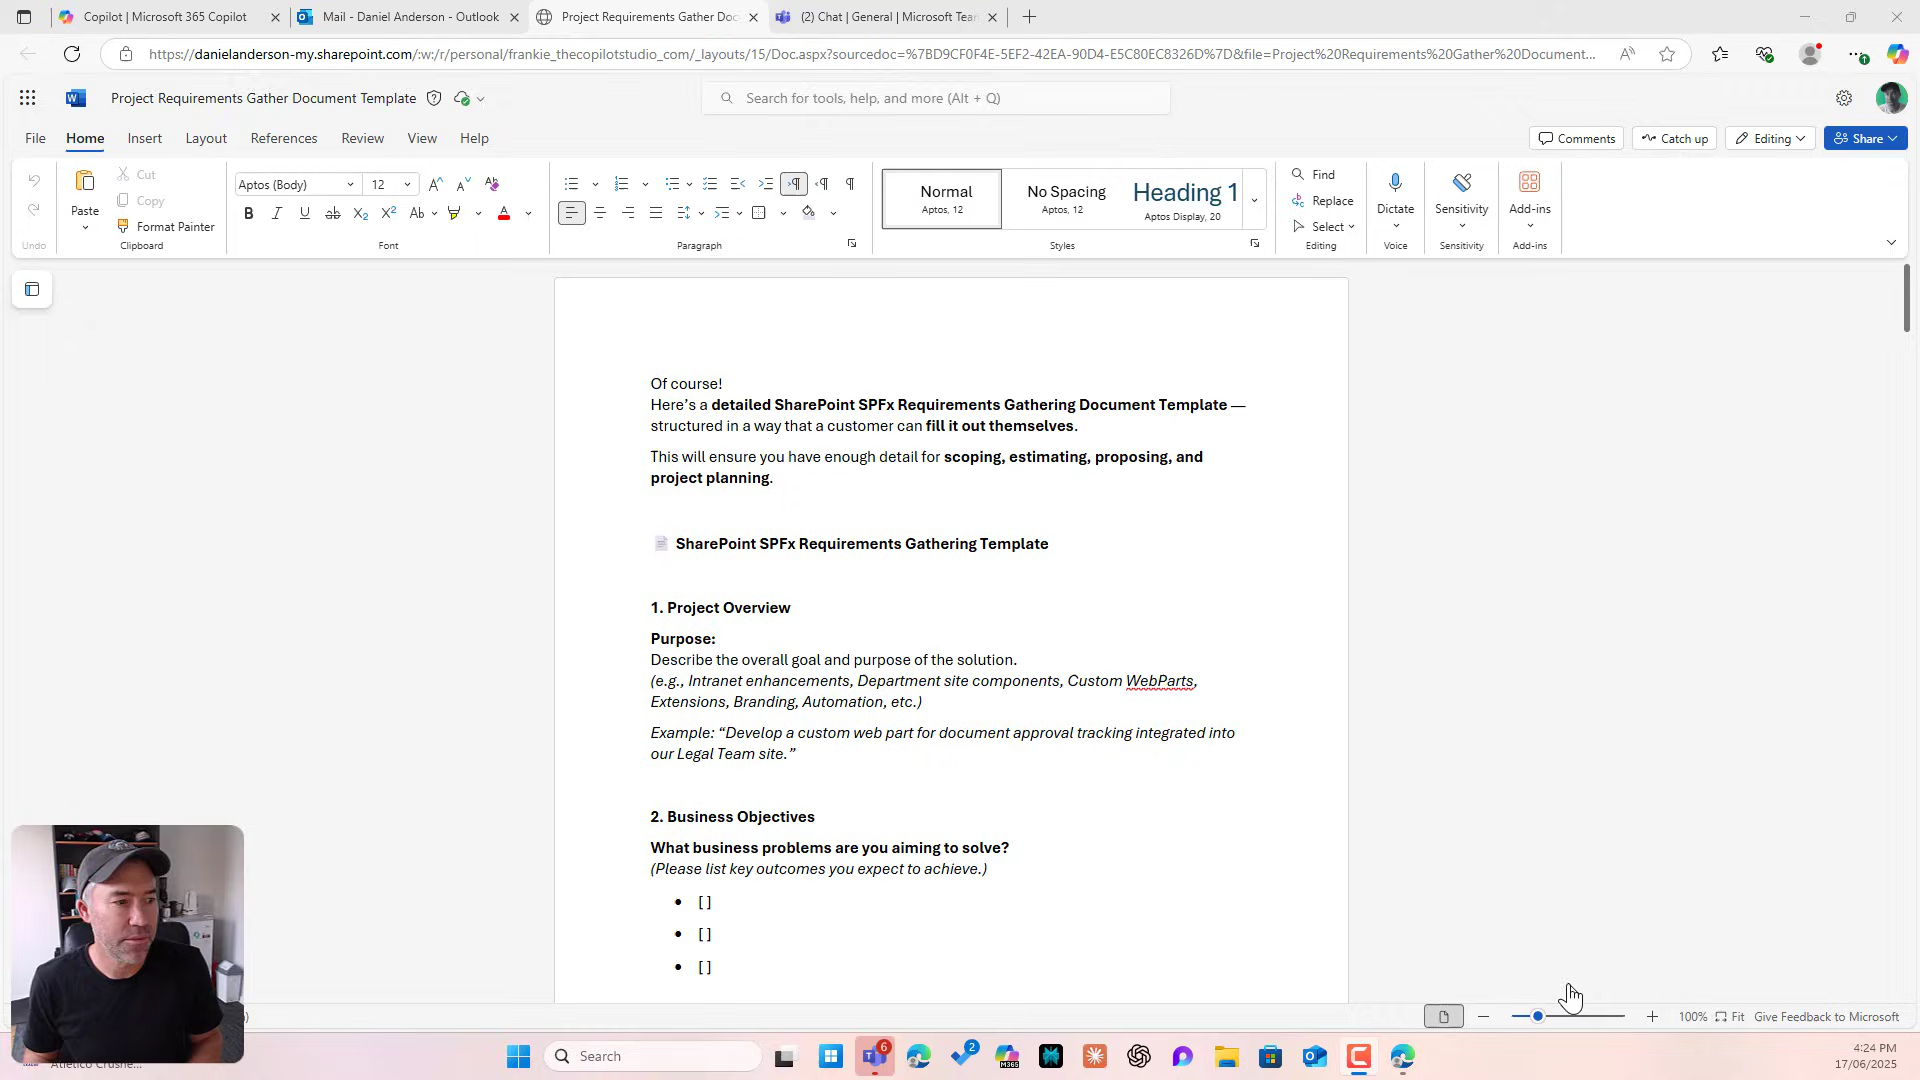 Copilot | Microsoft 365 Copilot
Mail - Daniel Anderson - Outlook
Project Requirements Gather Doc
(2) Chat | General | Microsoft Tea
https://danielanderson-my.sharepoint.com/:w:/r/personal/frankie_thecopilotstudio_com/_layouts/15/Doc.aspx?sourcedoc=%7BD9CF0F4E-5EF2-42EA-90D4-E5C80EC8326D%7D&file=Project%20Requirements%20Gather%20Document...
Project Requirements Gather Document Template
Search for tools, help, and more (Alt + Q)
File
Home
Insert
Layout
References
Review
View
Help
Comments
Catch up
Editing
Share
Paste
Cut
Copy
Format Painter
Aptos (Body)
12
Normal
Aptos, 12
No Spacing
Aptos, 12
Heading 1
Aptos Display, 20
Find
Replace
Select
Dictate
Sensitivity
Add-ins
Undo
Clipboard
Font
Paragraph
Styles
Editing
Voice
Sensitivity
Add-ins
Of course!
Here's a detailed SharePoint SPFx Requirements Gathering Document Template —
structured in a way that a customer can fill it out themselves.
This will ensure you have enough detail for scoping, estimating, proposing, and
project planning.
SharePoint SPFx Requirements Gathering Template
1. Project Overview
Purpose:
Describe the overall goal and purpose of the solution.
(e.g., Intranet enhancements, Department site components, Custom WebParts,
Extensions, Branding, Automation, etc.)
Example: “Develop a custom web part for document approval tracking integrated into
our Legal Team site.”
2. Business Objectives
What business problems are you aiming to solve?
(Please list key outcomes you expect to achieve.)
• [ ]
• [ ]
• [ ]
100%
Fit
Give Feedback to Microsoft
Atletico Crushe...
Search
6
2
M365
4:24 PM
17/06/2025